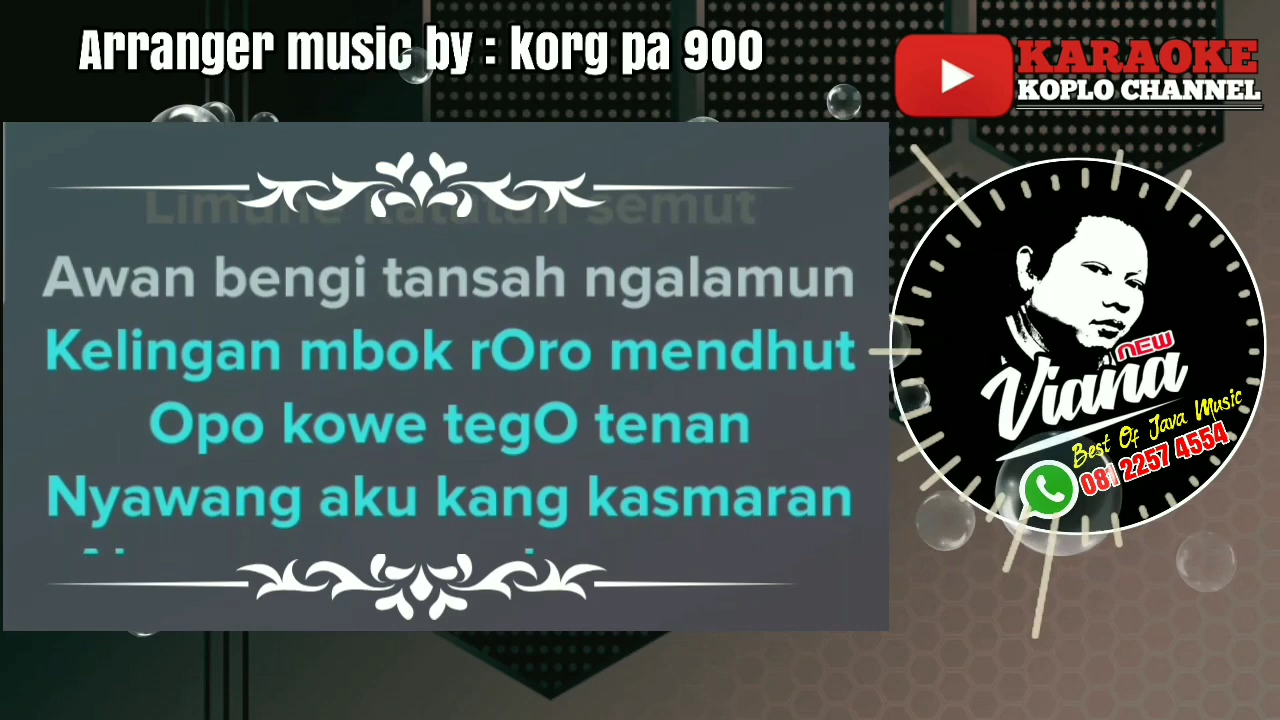 Arranger music by : korg pa 900
KARAOKE
KOPLO CHANNEL
semut
Awan bengi tansah ngalamun
Kelingan mbok rOro mendhut
Opo kowe tegO tenan
Nyawang aku kang kasmaran
NEW
Viana
Best Of Java Music
081 2257 4554